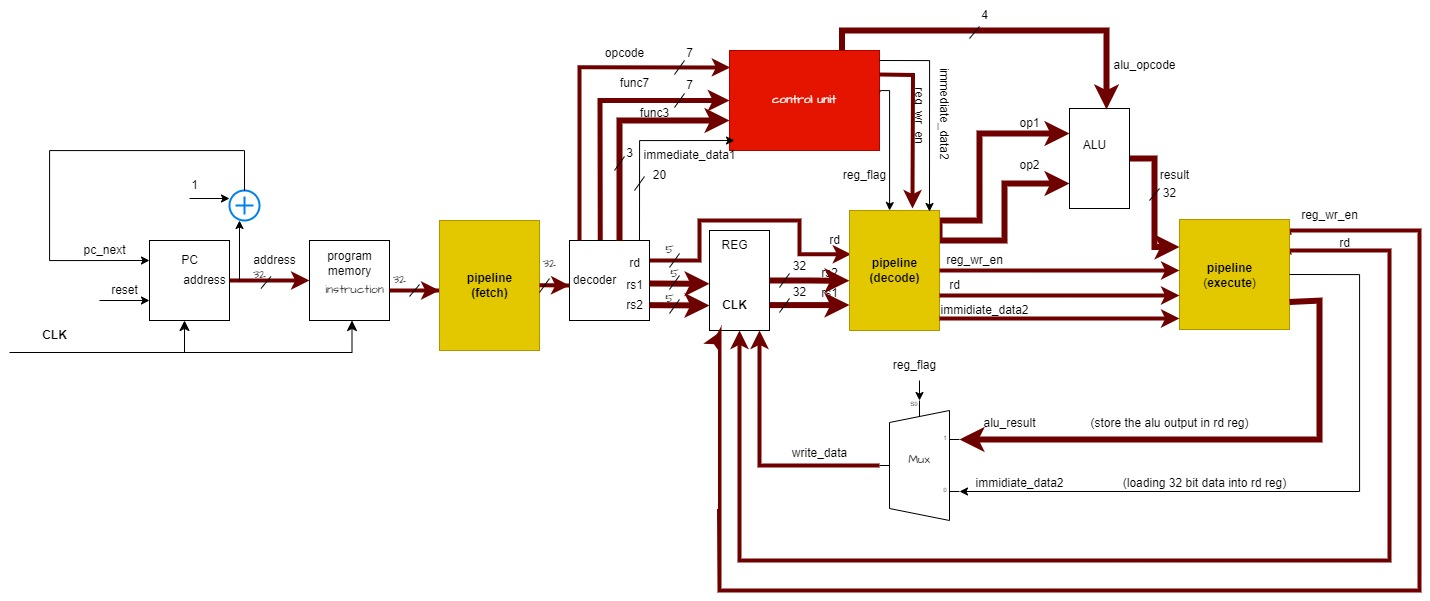 4
opcode
7
func7
7
func3
3
immediate_data1
20
control unit
immediate_data2
reg_wr_en
reg_flag
alu_opcode
op1
op2
ALU
result
32
1
pc_next
PC
address
reset
CLK
address
32
program
memory
instruction
32
pipeline
(fetch)
32
decoder
rd
rs1
rs2
5
5
5
REG
CLK
32
32
rd
rs2
rs1
pipeline
(decode)
reg_wr_en
rd
immidiate_data2
pipeline
(execute)
reg_wr_en
rd
reg_flag
S0
1
0
Mux
alu_result
(store the alu output in rd reg)
write_data
immidiate_data2
(loading 32 bit data into rd reg)